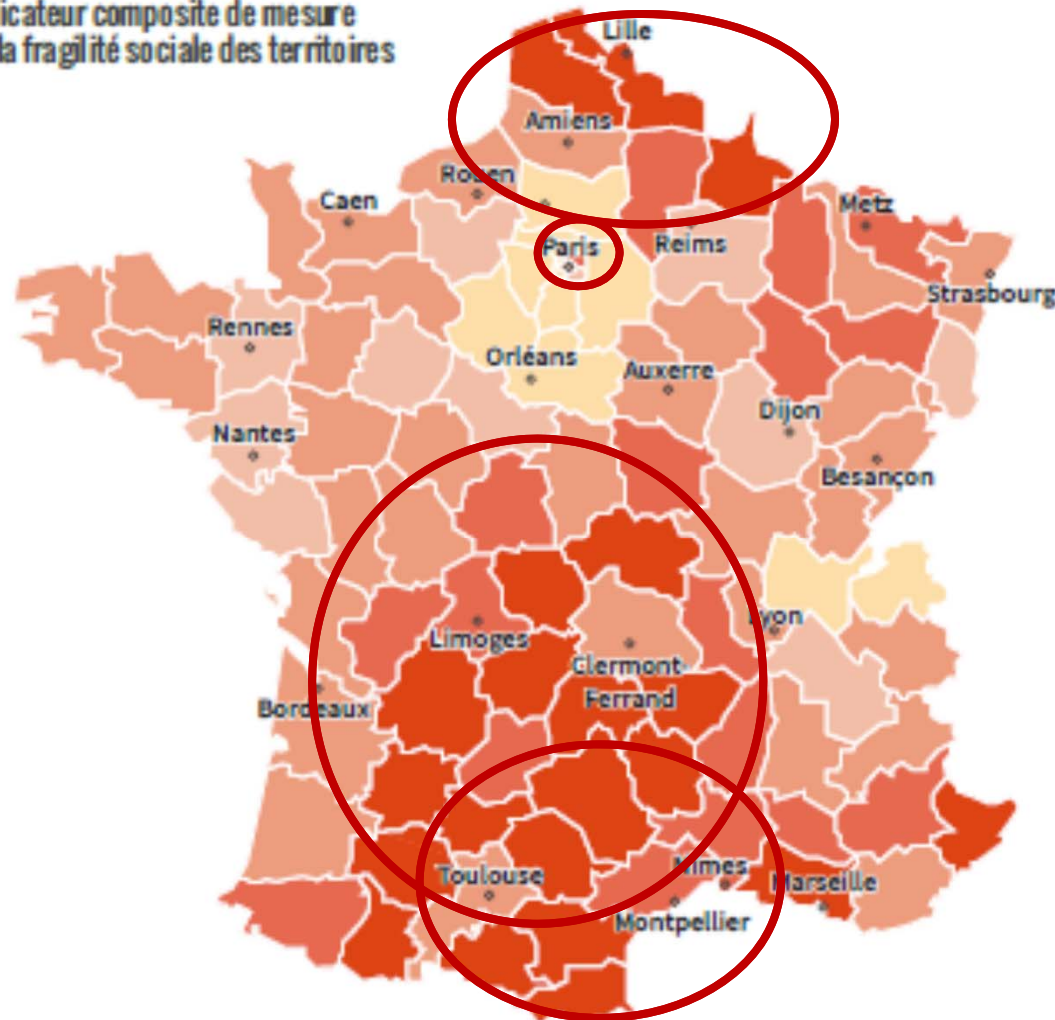 icateur composite de mesure
la fragilité sociale des territoires
Lille
Amiens
Rouen
Caen
Metz
Paris
Reims
Strasbourg
Rennes
Orléans
Auxerre
Dijon
Nantes
Besançon
Lyon
Limoges
Clermont-
Ferrand
Bordeaux
Toulouse
Nîmes
Marseille
Montpellier